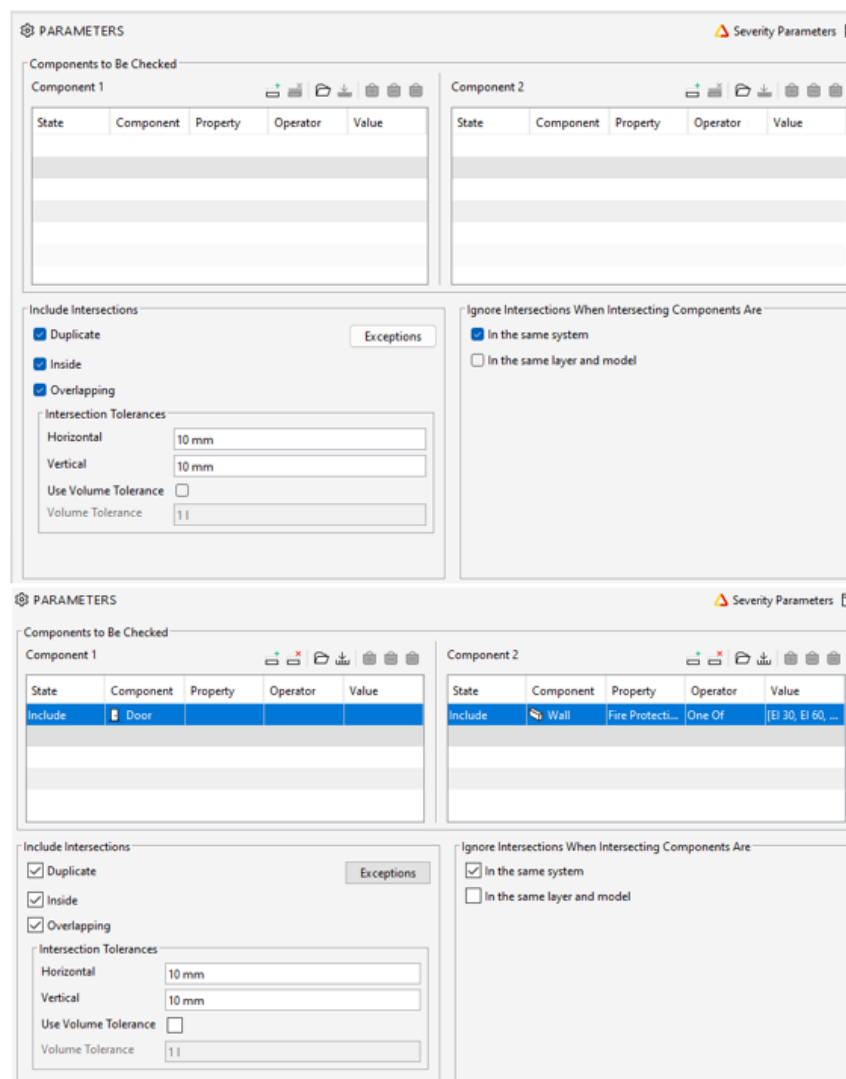 PARAMETERS Severity Parameters
Components to Be Checked
Component 1 Component 2
State Component Property Operator Value State Component Property Operator Value
Include Intersections Ignore Intersections When Intersecting Components Are
Duplicate Exceptions In the same system
Inside In the same layer and model
Overlapping
Intersection Tolerances
Horizontal 10 mm
Vertical 10 mm
Use Volume Tolerance
Volume Tolerance 1 l
PARAMETERS Severity Parameters
Components to Be Checked
Component 1 Component 2
State Component Property Operator Value State Component Property Operator Value
Include Door Include Wall Fire Protecti... One Of [EI 30, EI 60, ...
Include Intersections Ignore Intersections When Intersecting Components Are
Duplicate Exceptions In the same system
Inside In the same layer and model
Overlapping
Intersection Tolerances
Horizontal 10 mm
Vertical 10 mm
Use Volume Tolerance
Volume Tolerance 1 l